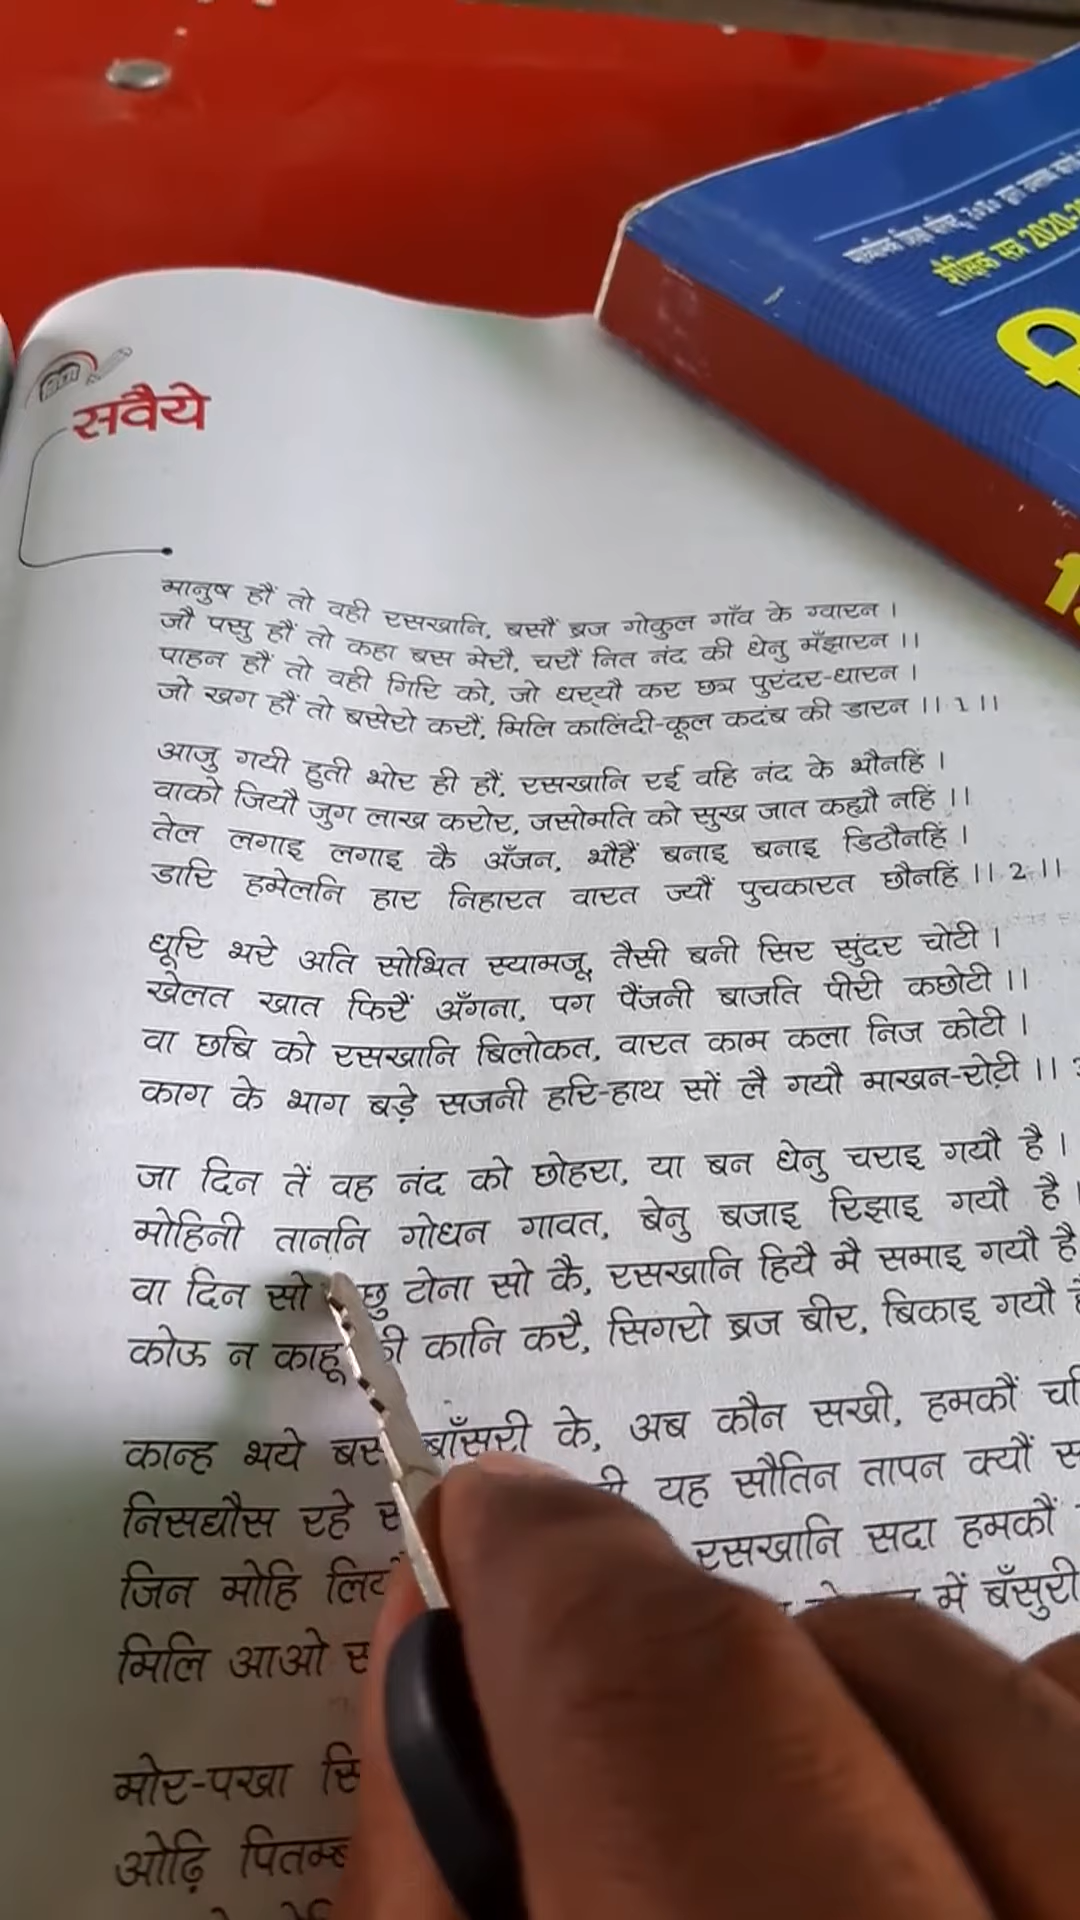 शैक्षिक सत्र 2020-2
सवैये
मानुष हौं तो वही रसखानि, बसौं ब्रज गोकुल गाँव के ग्वारन ।
जौ पसु हौं तो कहा बस मेरौ, चरौं नित नंद की धेनु मँझारन ।।
पाहन हौं तो वही गिरि को, जो धर्‌यौ कर छत्र पुरंदर-धारन ।
जो खग हौं तो बसेरो करौं, मिलि कालिंदी-कूल कदंब की डारन ।। 1 ।।
आजु गयी हुती भोर ही हौं, रसखानि रई वहि नंद के भौनहिं ।
वाको जियौ जुग लाख करोर, जसोमति को सुख जात कह्यौ नहिं ।।
तेल लगाइ लगाइ कै अँजन, भौहैं बनाइ बनाइ डिठौनहिं ।
डारि हमेलनि हार निहारत वारत ज्यौं पुचकारत छौनहिं ।। 2 ।।
धूरि भरे अति सोभित स्यामजू, तैसी बनी सिर सुंदर चोटी ।
खेलत खात फिरैं अँगना, पग पैंजनी बाजति पीरी कछोटी ।।
वा छबि को रसखानि बिलोकत, वारत काम कला निज कोटी ।
काग के भाग बड़े सजनी हरि-हाथ सों लै गयौ माखन-रोटी ।।
जा दिन तें वह नंद को छोहरा, या बन धेनु चराइ गयौ है ।
मोहिनी ताननि गोधन गावत, बेनु बजाइ रिझाइ गयौ है ।
वा दिन सो छु टोना सो कै, रसखानि हियै मै समाइ गयौ है
कोऊ न काहू की कानि करै, सिगरो ब्रज बीर, बिकाइ गयौ
कान्ह भये बस बाँसुरी के, अब कौन सखी, हमकौं चि
निसद्यौस रहे यह सौतिन तापन क्यौं स
जिन मोहि रसखानि सदा हमकौं
मिलि आओ में बँसुरी
मोर-पखा सि
ओढ़ि पितम्ब